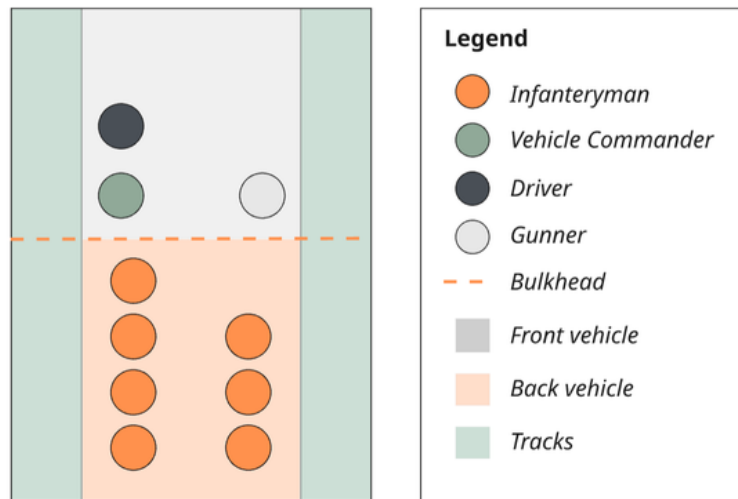 Legend
Infanteryman
Vehicle Commander
Driver
Gunner
Bulkhead
Front vehicle
Back vehicle
Tracks